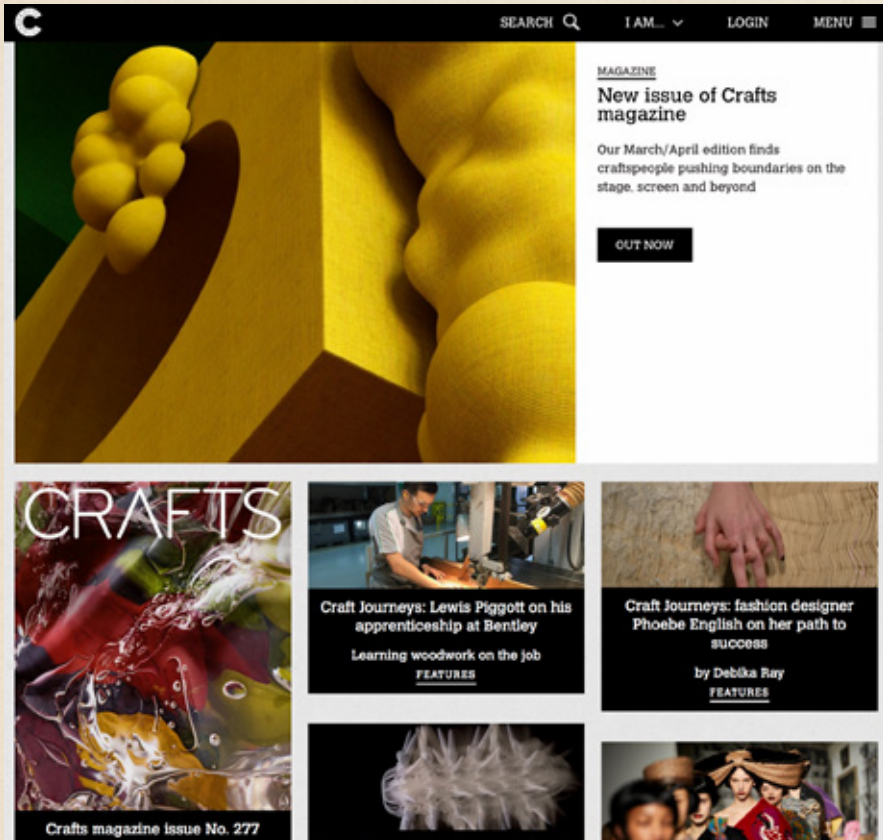 C
SEARCH
I AM...
LOGIN
MENU
MAGAZINE
New issue of Crafts
magazine
Our March/April edition finds
craftspeople pushing boundaries on the
stage, screen and beyond
OUT NOW
CRAFTS
Crafts magazine issue No. 277
Craft Journeys: Lewis Piggott on his
apprenticeship at Bentley
Learning woodwork on the job
FEATURES
Craft Journeys: fashion designer
Phoebe English on her path to
success
by Debika Ray
FEATURES